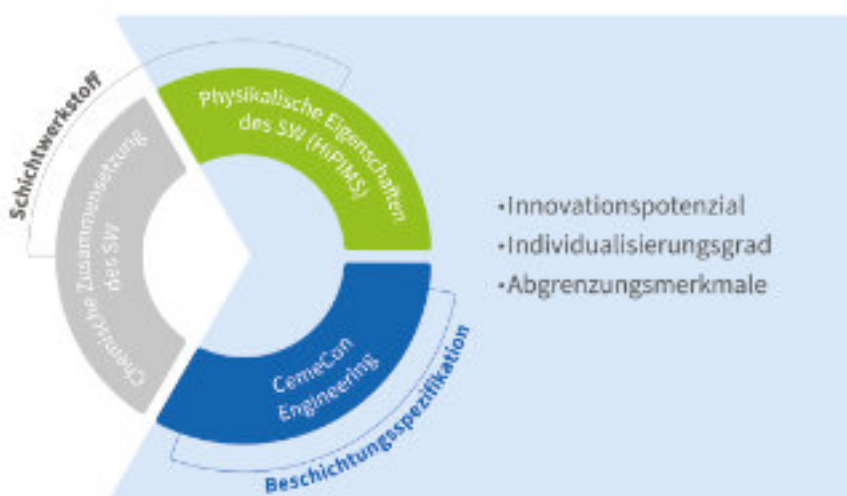 Schichtwerkstoff
Physikalische Eigenschaften
des SW (HiPIMS)
Chemische Zusammensetzung
des SW
CemeCon
Engineering
Beschichtungsspezifikation
•Innovationspotenzial
•Individualisierungsgrad
•Abgrenzungsmerkmale